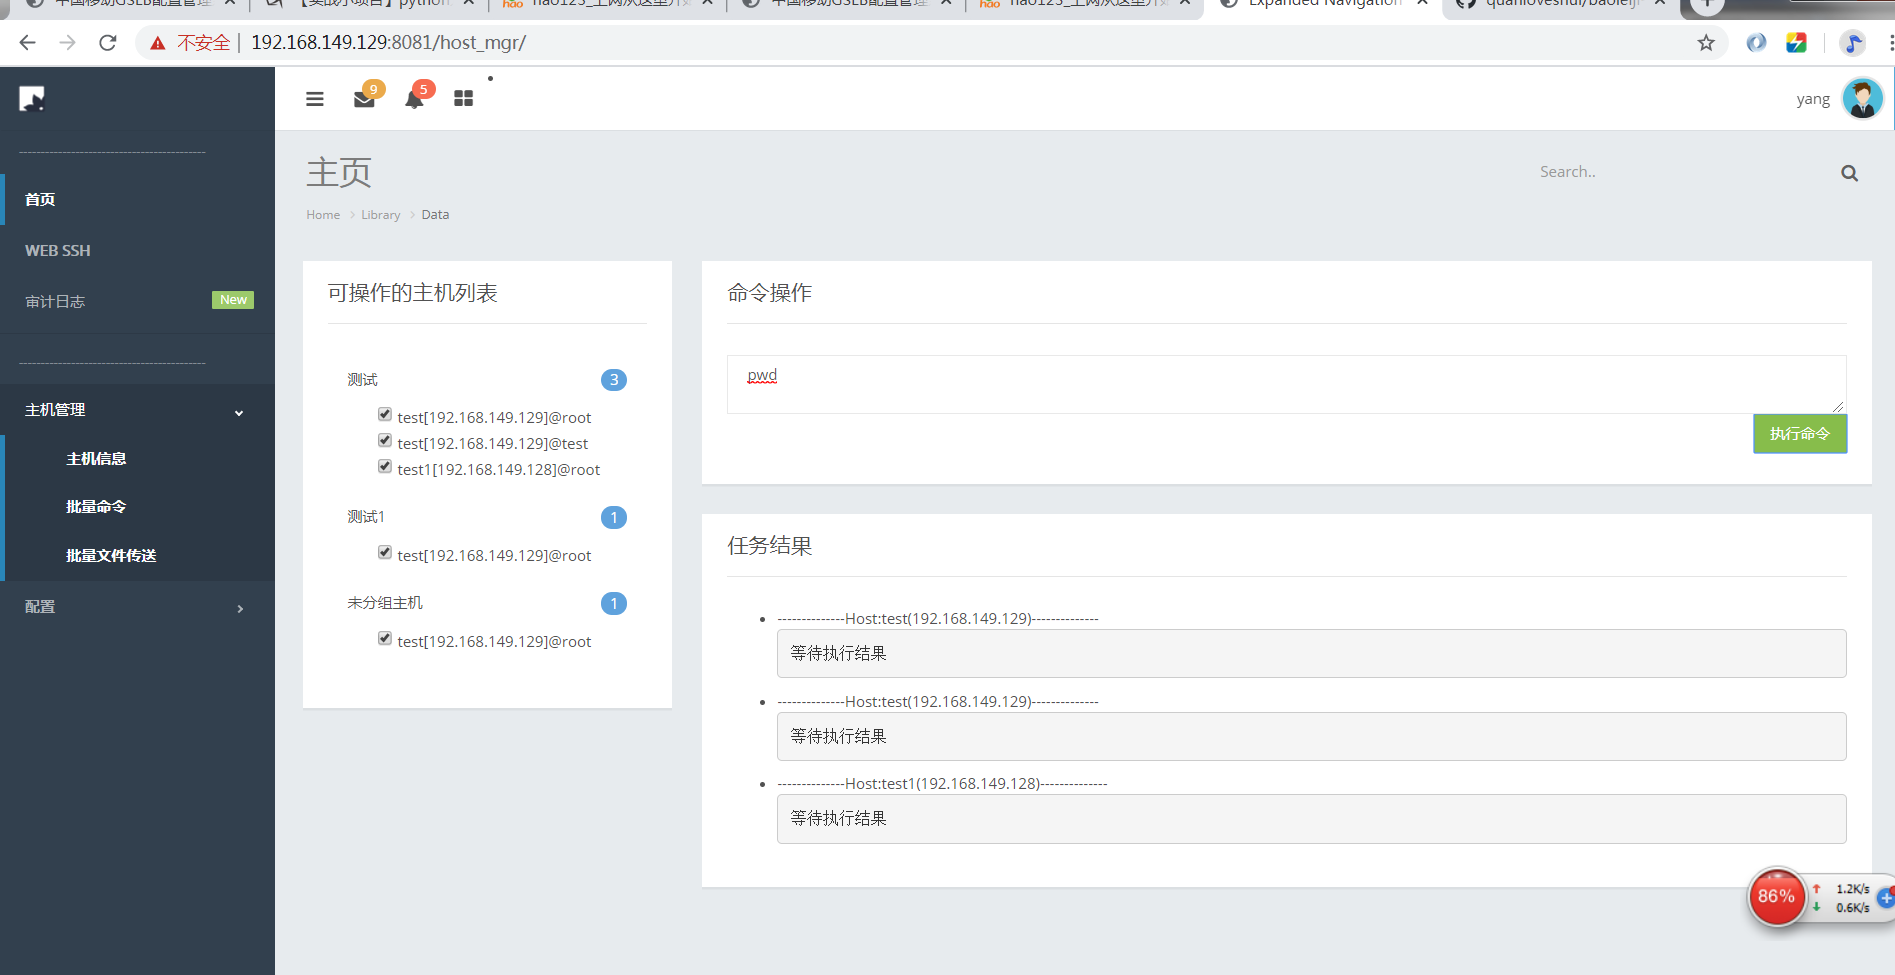 Expanded Navigation
不安全 | 192.168.149.129:8081/host_mgr/
9
5
yang
------------------------------------------
首页
WEB SSH
审计日志
New
------------------------------------------
主机管理
主机信息
批量命令
批量文件传送
配置
主页
Search..
Home
Library
Data
可操作的主机列表
测试
3
test[192.168.149.129]@root
test[192.168.149.129]@test
test1[192.168.149.128]@root
测试1
1
test[192.168.149.129]@root
未分组主机
1
test[192.168.149.129]@root
命令操作
pwd
执行命令
任务结果
--------------Host:test(192.168.149.129)--------------
等待执行结果
--------------Host:test(192.168.149.129)--------------
等待执行结果
--------------Host:test1(192.168.149.128)--------------
等待执行结果
86%
1.2K/s
0.6K/s